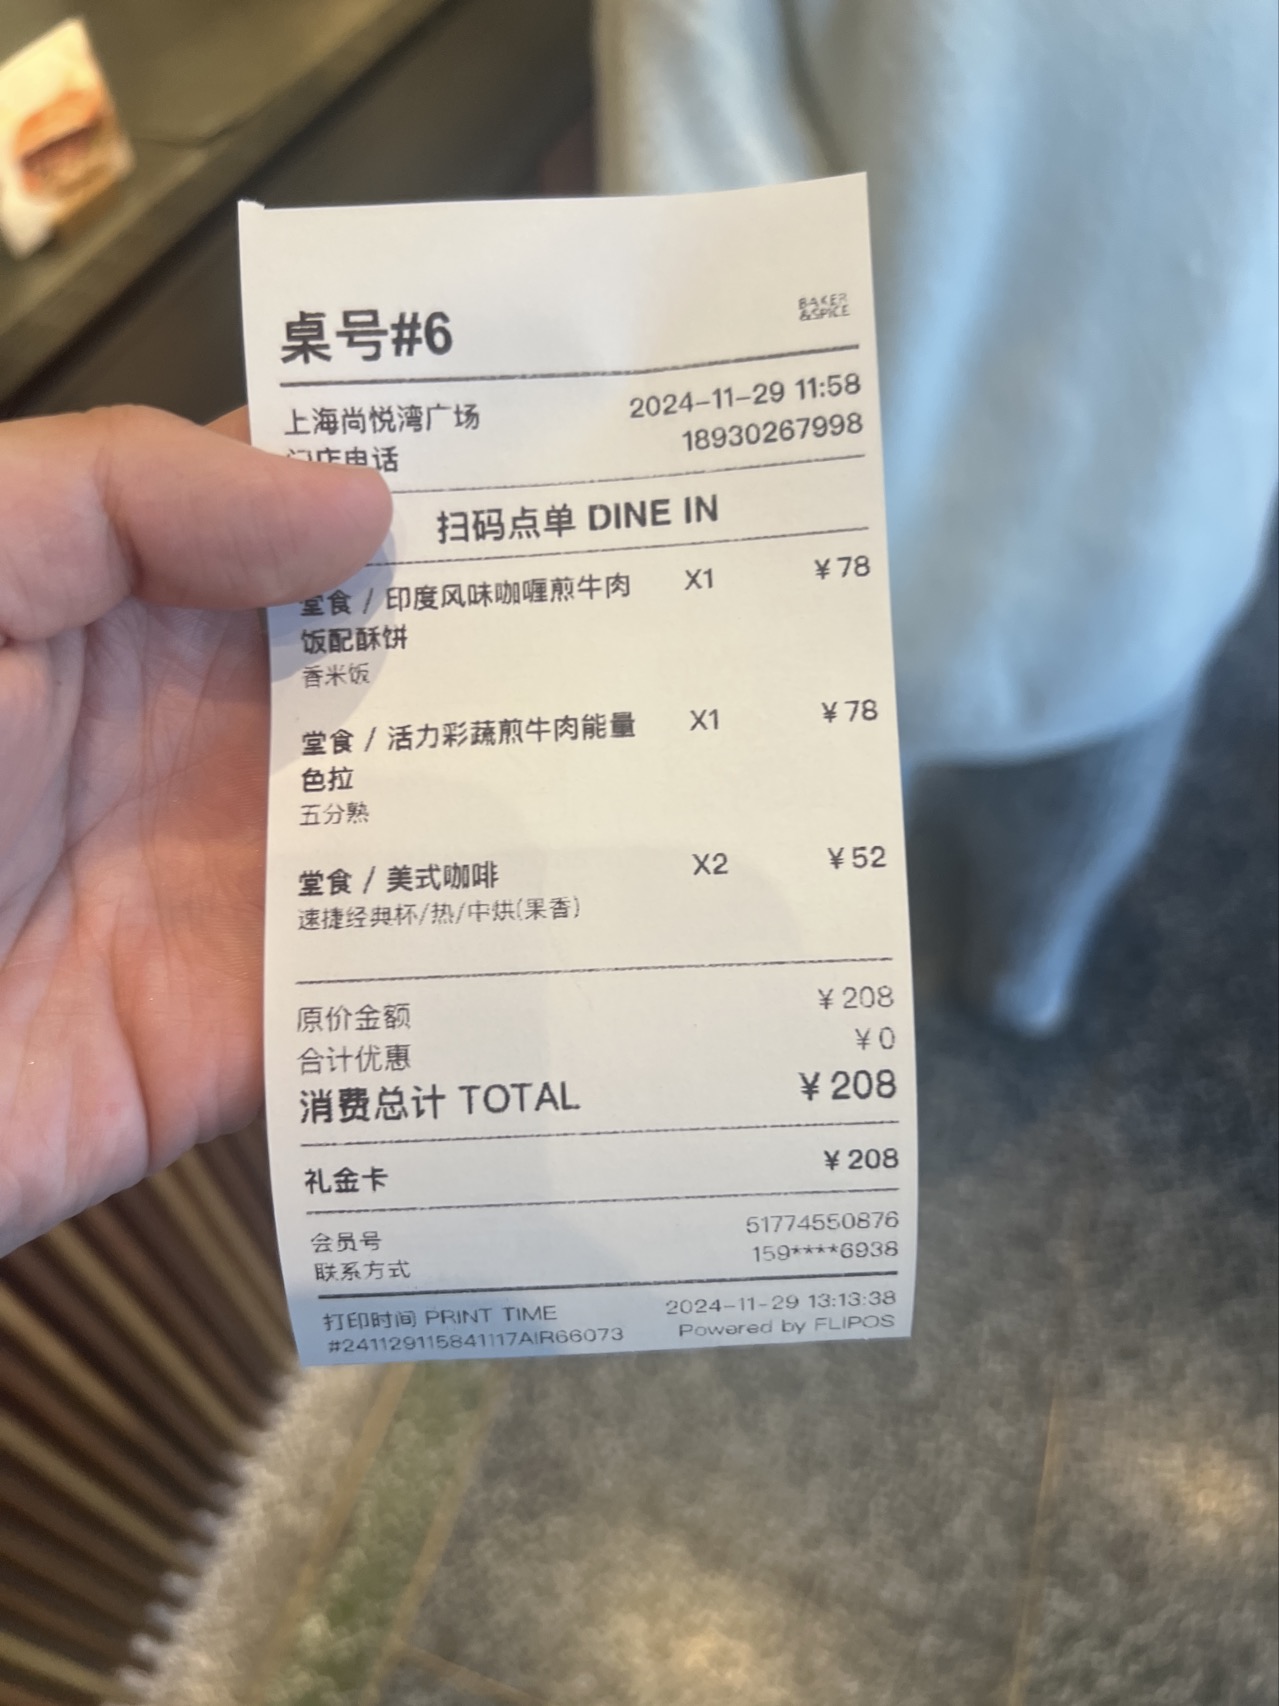 BAKER
&SPICE
桌号#6
上海尚悦湾广场 2024-11-29 11:58
门店电话 18930267998
扫码点单 DINE IN
堂食 / 印度风味咖喱煎牛肉 X1 ¥78
饭配酥饼
香米饭
堂食 / 活力彩蔬煎牛肉能量 X1 ¥78
色拉
五分熟
堂食 / 美式咖啡 X2 ¥52
速捷经典杯/热/中烘(果香)
原价金额 ¥208
合计优惠 ¥0
消费总计 TOTAL ¥208
礼金卡 ¥208
会员号 51774550876
联系方式 159****6938
打印时间 PRINT TIME 2024-11-29 13:13:38
#241129115841117AIR66073 Powered by FLIPOS